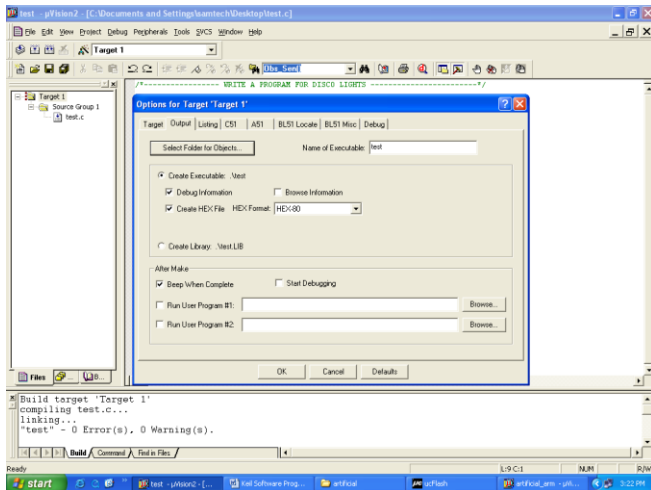 test - µVision2 - [C:\Documents and Settings\samtech\Desktop\test.c]
File Edit View Project Debug Peripherals Tools SVCS Window Help
Target 1
Dbs_Senf
/*----------------- WRITE A PROGRAM FOR DISCO LIGHTS ---------------------*/
Target 1
Source Group 1
test.c
Options for Target 'Target 1'
Target Output Listing C51 A51 BL51 Locate BL51 Misc Debug
Select Folder for Objects... Name of Executable: test
Create Executable: .\test
Debug Information Browse Information
Create HEX File HEX Format: HEX-80
Create Library: .\test.LIB
After Make
Beep When Complete Start Debugging
Run User Program #1: Browse...
Run User Program #2: Browse...
OK Cancel Defaults
Files B...
Build target 'Target 1'
compiling test.c...
linking...
"test" - 0 Error(s), 0 Warning(s).
Build Command Find in Files
Ready L:9 C:1 NUM R/W
start test - µVision2 - [... Keil Software Prog... artificial ucFlash artificial_arm - µVi... 3:22 PM